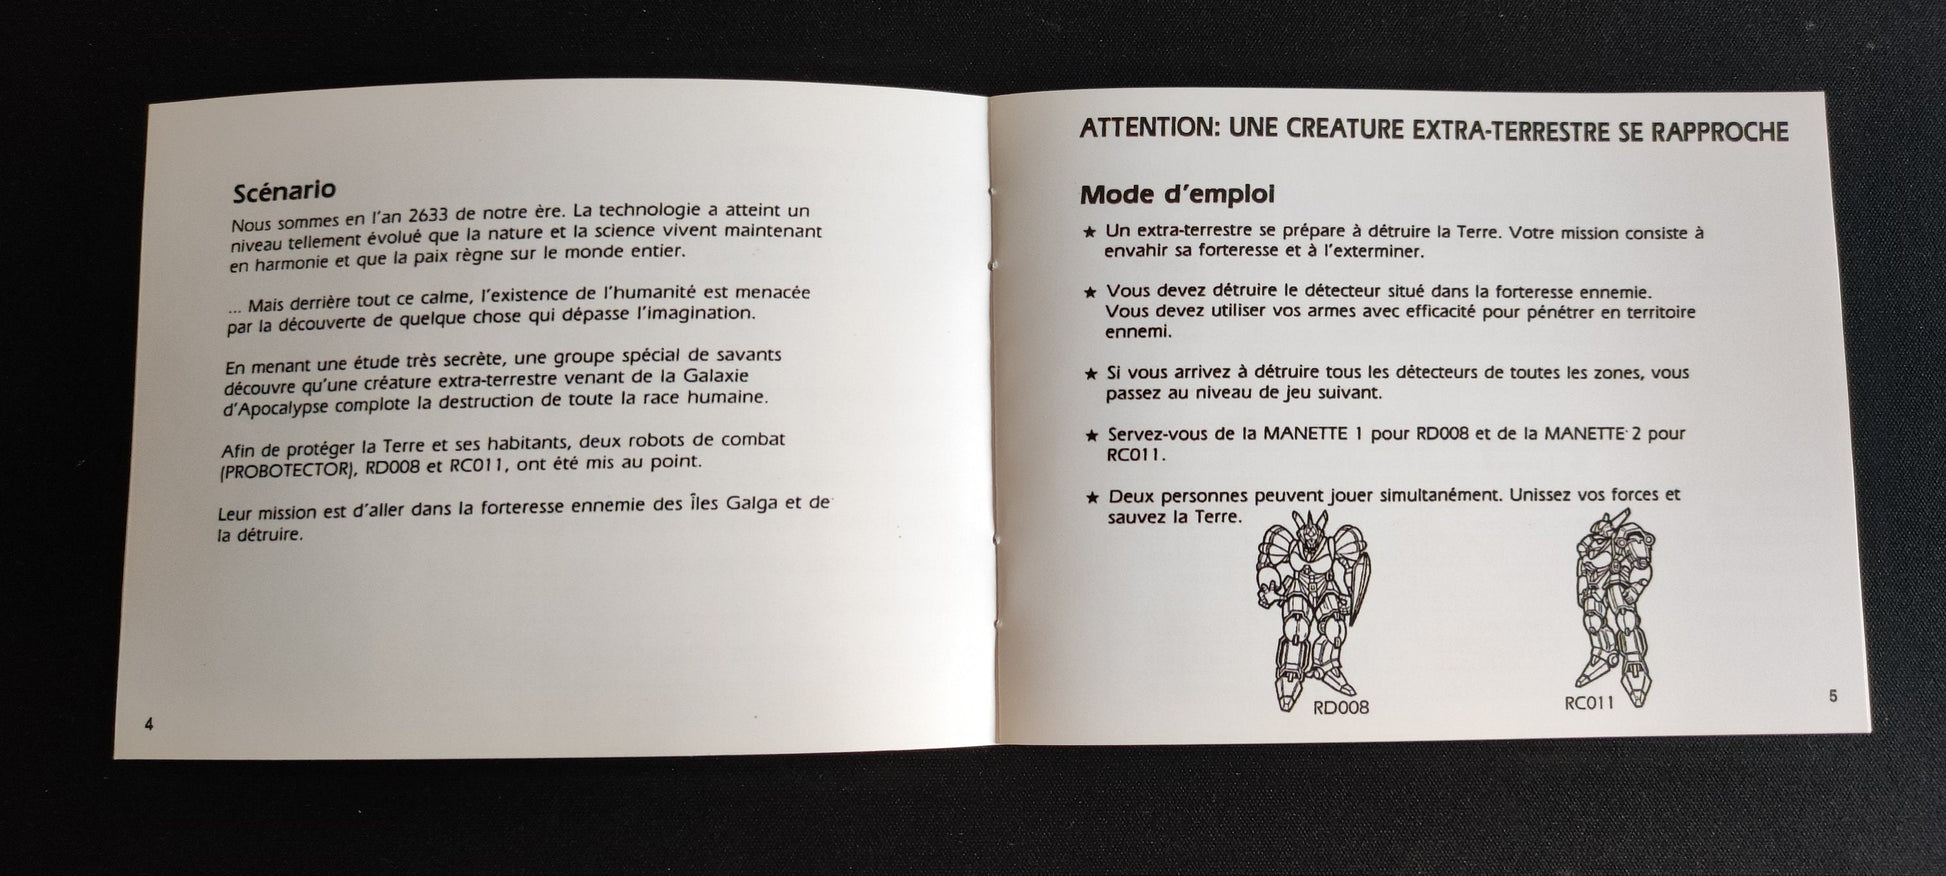 Scénario
Nous sommes en l'an 2633 de notre ère. La technologie a atteint un
niveau tellement évolué que la nature et la science vivent maintenant
en harmonie et que la paix règne sur le monde entier.
... Mais derrière tout ce calme, l'existence de l'humanité est menacée
par la découverte de quelque chose qui dépasse l'imagination.
En menant une étude très secrète, une groupe spécial de savants
découvre qu'une créature extra-terrestre venant de la Galaxie
d'Apocalypse complote la destruction de toute la race humaine.
Afin de protéger la Terre et ses habitants, deux robots de combat
(PROBOTECTOR), RD008 et RC011, ont été mis au point.
Leur mission est d'aller dans la forteresse ennemie des Îles Galga et de
la détruire.
4
ATTENTION: UNE CREATURE EXTRA-TERRESTRE SE RAPPROCHE
Mode d'emploi
★ Un extra-terrestre se prépare à détruire la Terre. Votre mission consiste à
envahir sa forteresse et à l'exterminer.
★ Vous devez détruire le détecteur situé dans la forteresse ennemie.
Vous devez utiliser vos armes avec efficacité pour pénétrer en territoire
ennemi.
★ Si vous arrivez à détruire tous les détecteurs de toutes les zones, vous
passez au niveau de jeu suivant.
★ Servez-vous de la MANETTE 1 pour RD008 et de la MANETTE 2 pour
RC011.
★ Deux personnes peuvent jouer simultanément. Unissez vos forces et
sauvez la Terre.
RD008
RC011
5